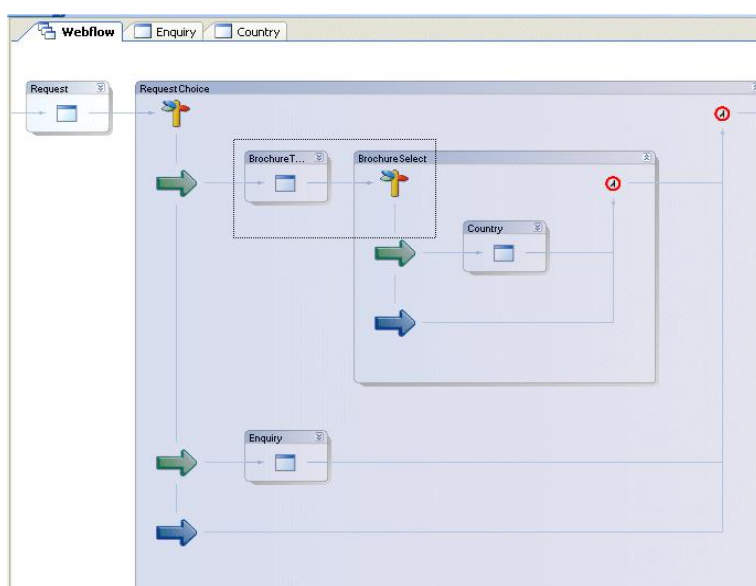 Webflow
Enquiry
Country
Request
RequestChoice
BrochureT...
BrochureSelect
Country
Enquiry